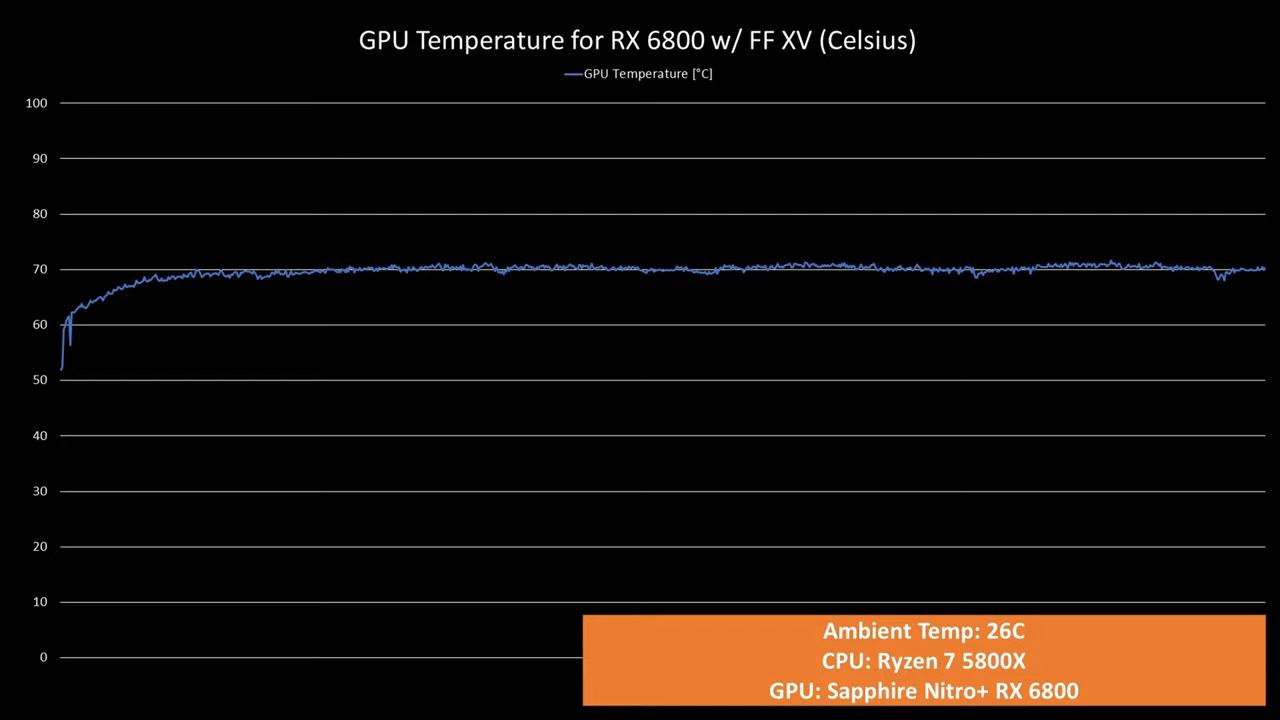 GPU Temperature for RX 6800 w/ FF XV (Celsius)
GPU Temperature [°C]
100
90
80
70
60
50
40
30
20
10
0
Ambient Temp: 26C
CPU: Ryzen 7 5800X
GPU: Sapphire Nitro+ RX 6800